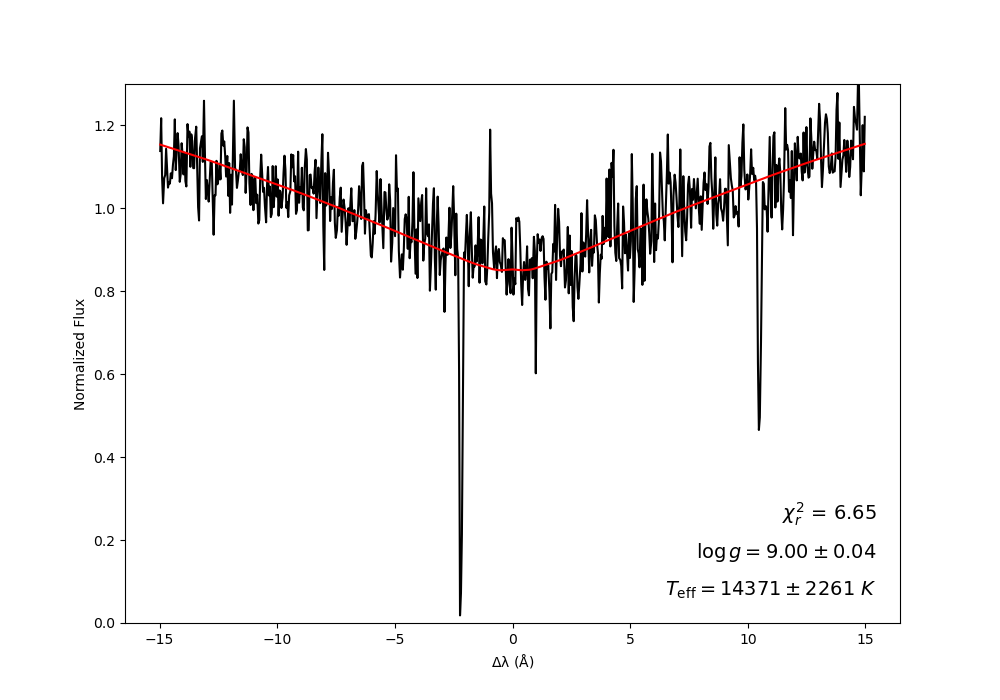 1.2
1.0
0.8
0.6
0.4
0.2
0.0
Normalized Flux
χ²ᵣ = 6.65
log g = 9.00 ± 0.04
T_eff = 14371 ± 2261 K
−15 −10 −5 0 5 10 15
Δλ (Å)